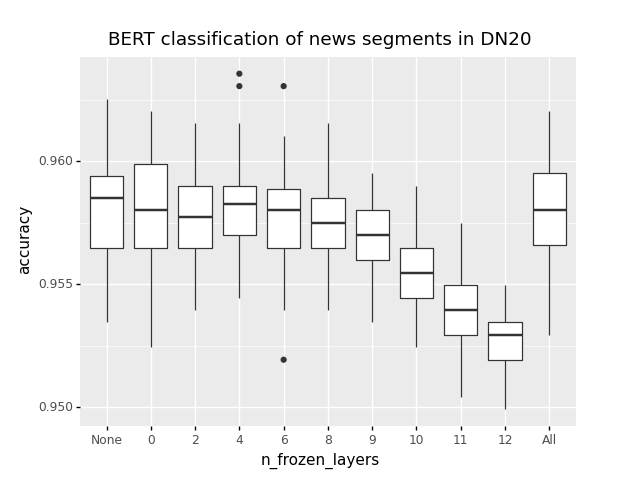 BERT classification of news segments in DN20
accuracy
0.960
0.955
0.950
None 0 2 4 6 8 9 10 11 12 All
n_frozen_layers